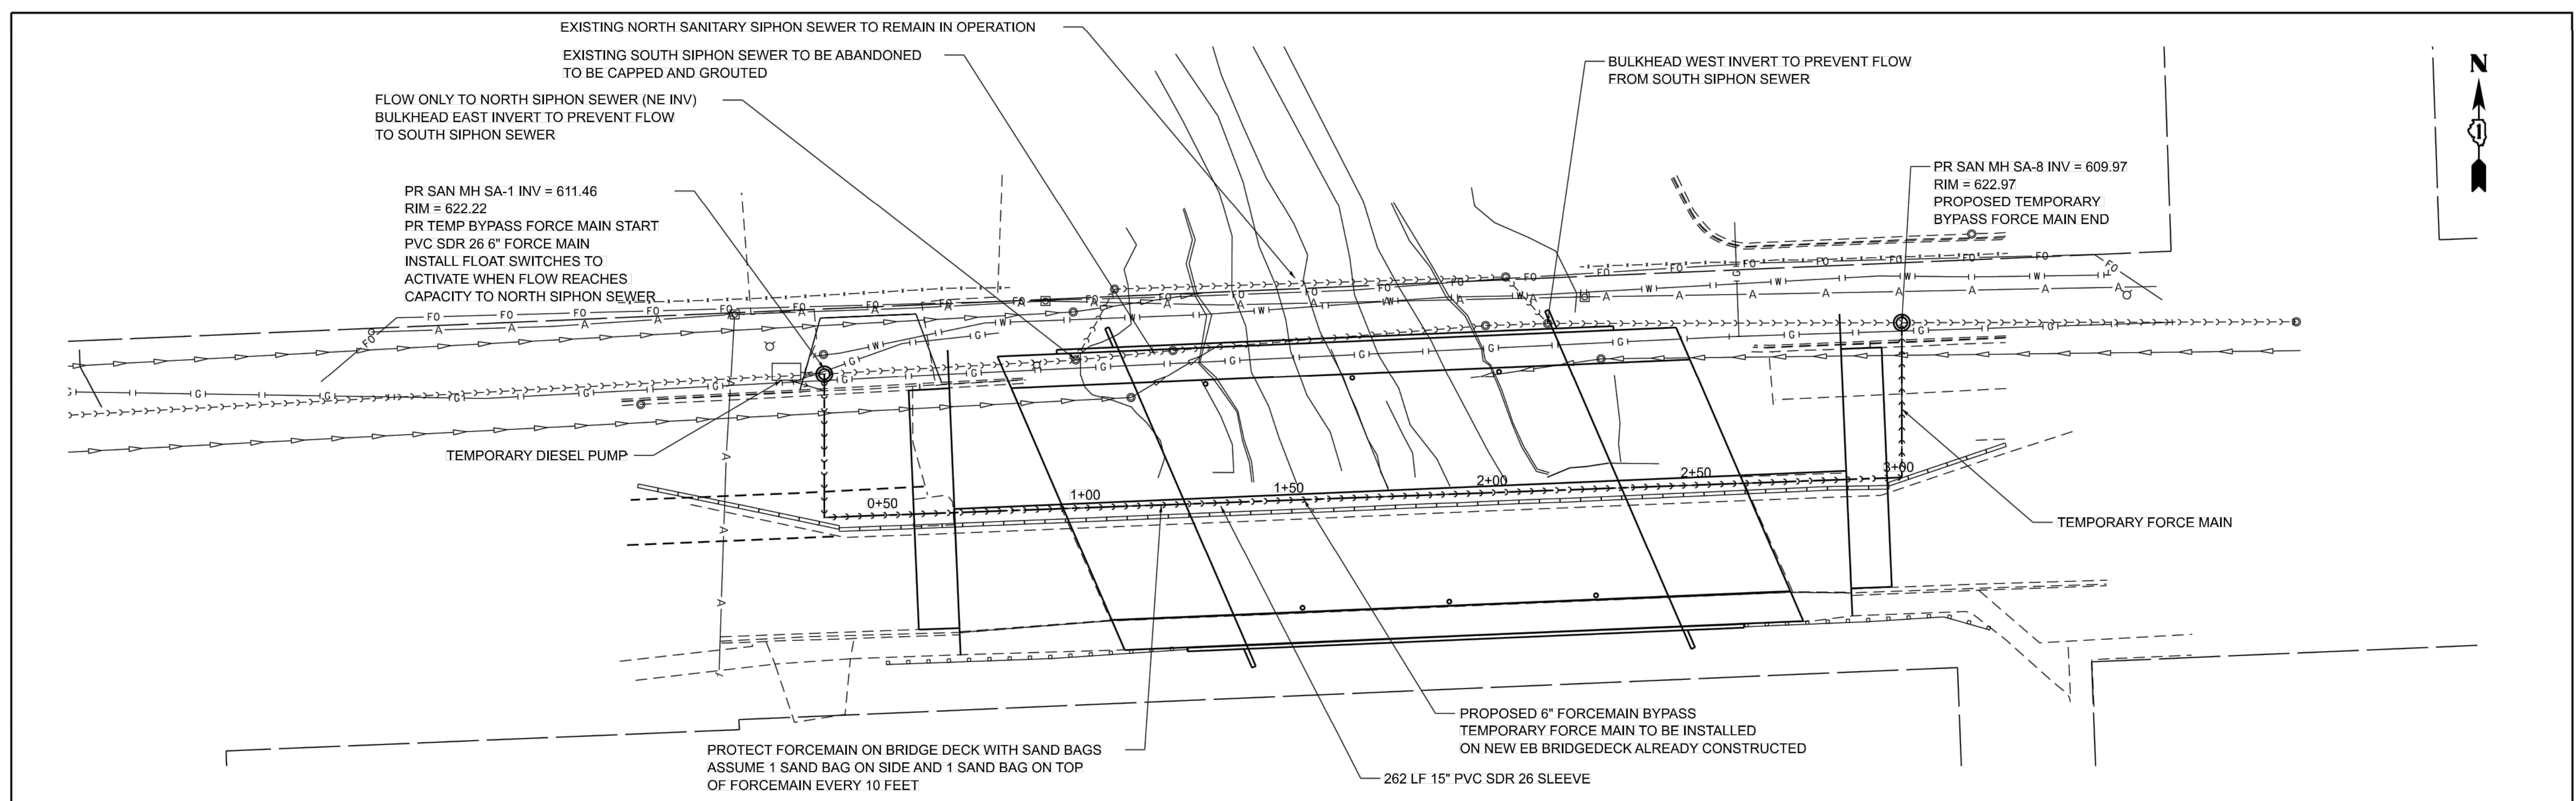 EXISTING NORTH SANITARY SIPHON SEWER TO REMAIN IN OPERATION
EXISTING SOUTH SIPHON SEWER TO BE ABANDONED
TO BE CAPPED AND GROUTED
FLOW ONLY TO NORTH SIPHON SEWER (NE INV)
BULKHEAD EAST INVERT TO PREVENT FLOW
TO SOUTH SIPHON SEWER
BULKHEAD WEST INVERT TO PREVENT FLOW
FROM SOUTH SIPHON SEWER
N
1
PR SAN MH SA-1 INV = 611.46
RIM = 622.22
PR TEMP BYPASS FORCE MAIN START
PVC SDR 26 6" FORCE MAIN
INSTALL FLOAT SWITCHES TO
ACTIVATE WHEN FLOW REACHES
CAPACITY TO NORTH SIPHON SEWER
PR SAN MH SA-8 INV = 609.97
RIM = 622.97
PROPOSED TEMPORARY
BYPASS FORCE MAIN END
TEMPORARY DIESEL PUMP
0+50
1+00
1+50
2+00
2+50
3+00
TEMPORARY FORCE MAIN
PROTECT FORCEMAIN ON BRIDGE DECK WITH SAND BAGS
ASSUME 1 SAND BAG ON SIDE AND 1 SAND BAG ON TOP
OF FORCEMAIN EVERY 10 FEET
PROPOSED 6" FORCEMAIN BYPASS
TEMPORARY FORCE MAIN TO BE INSTALLED
ON NEW EB BRIDGEDECK ALREADY CONSTRUCTED
262 LF 15" PVC SDR 26 SLEEVE